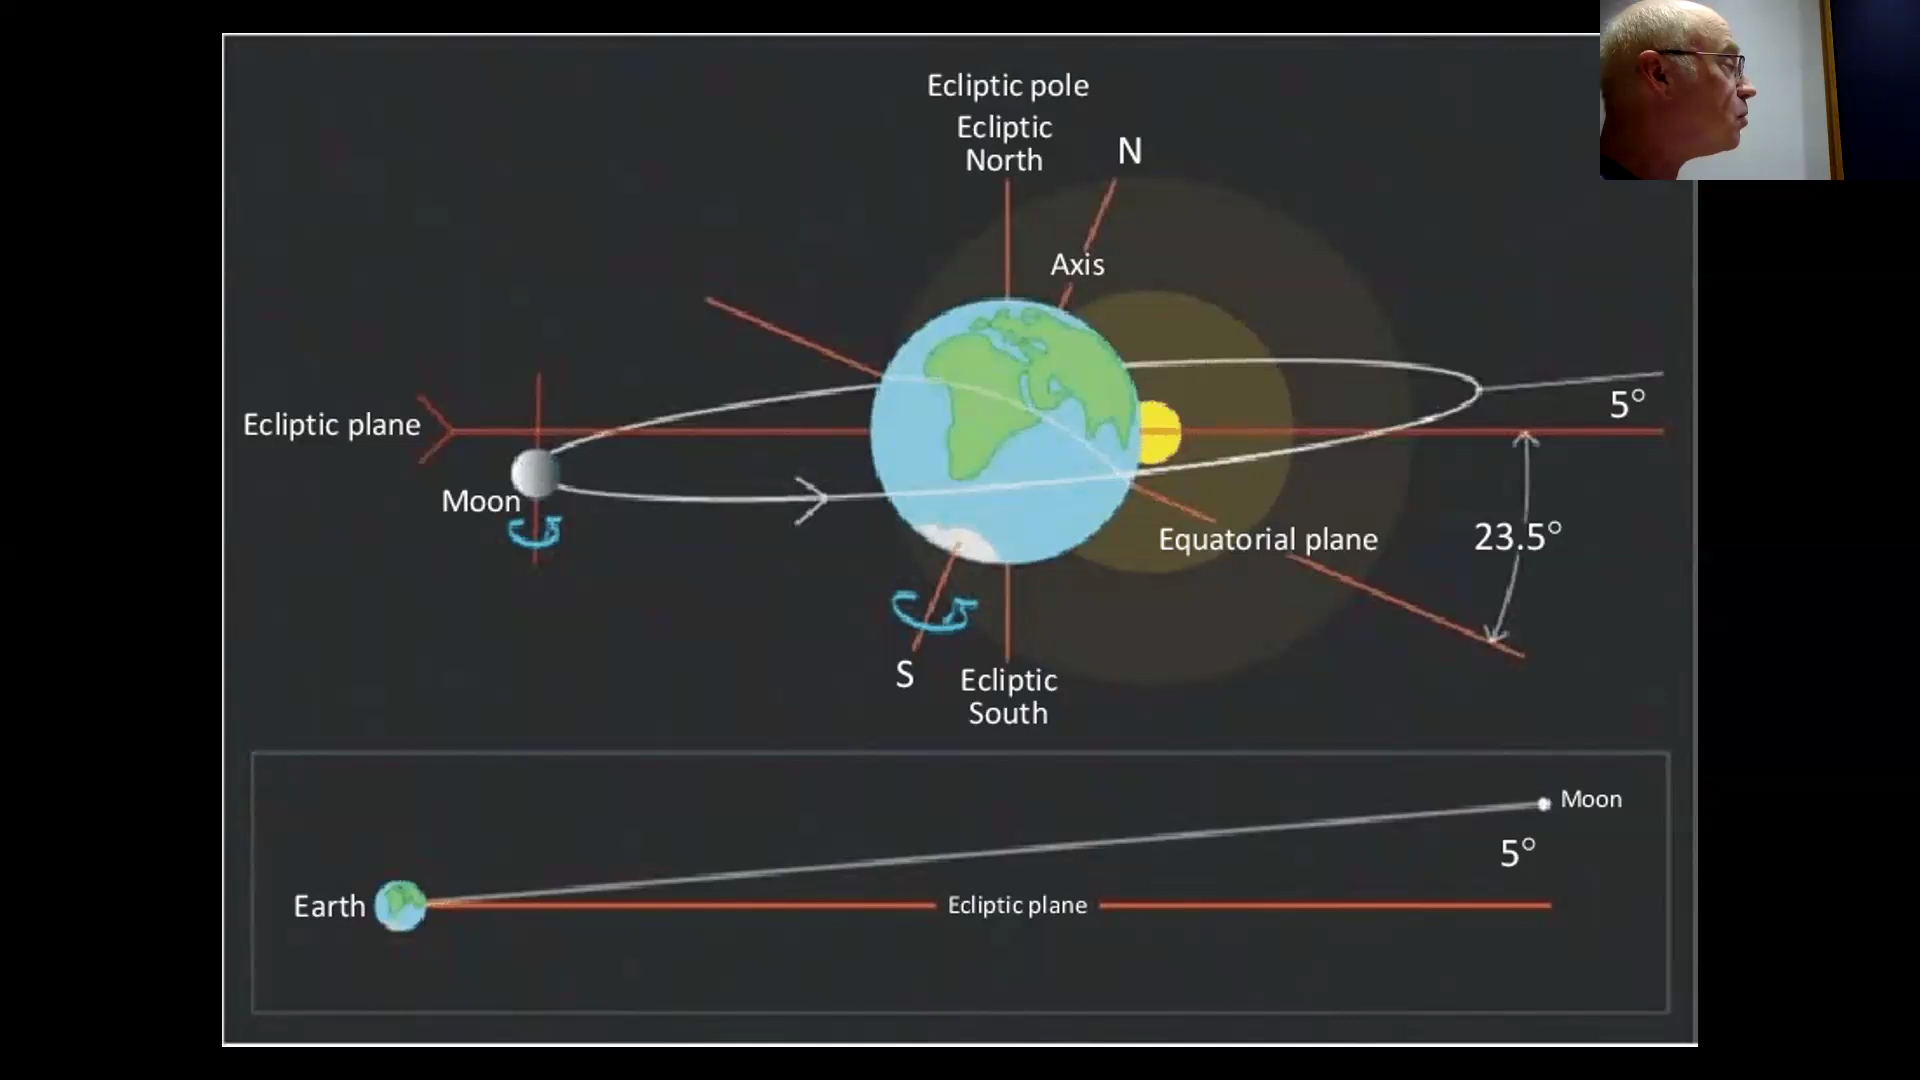 Ecliptic pole
Ecliptic
North
N
Axis
Ecliptic plane
5°
Moon
Equatorial plane
23.5°
S
Ecliptic
South
Moon
5°
Earth
Ecliptic plane